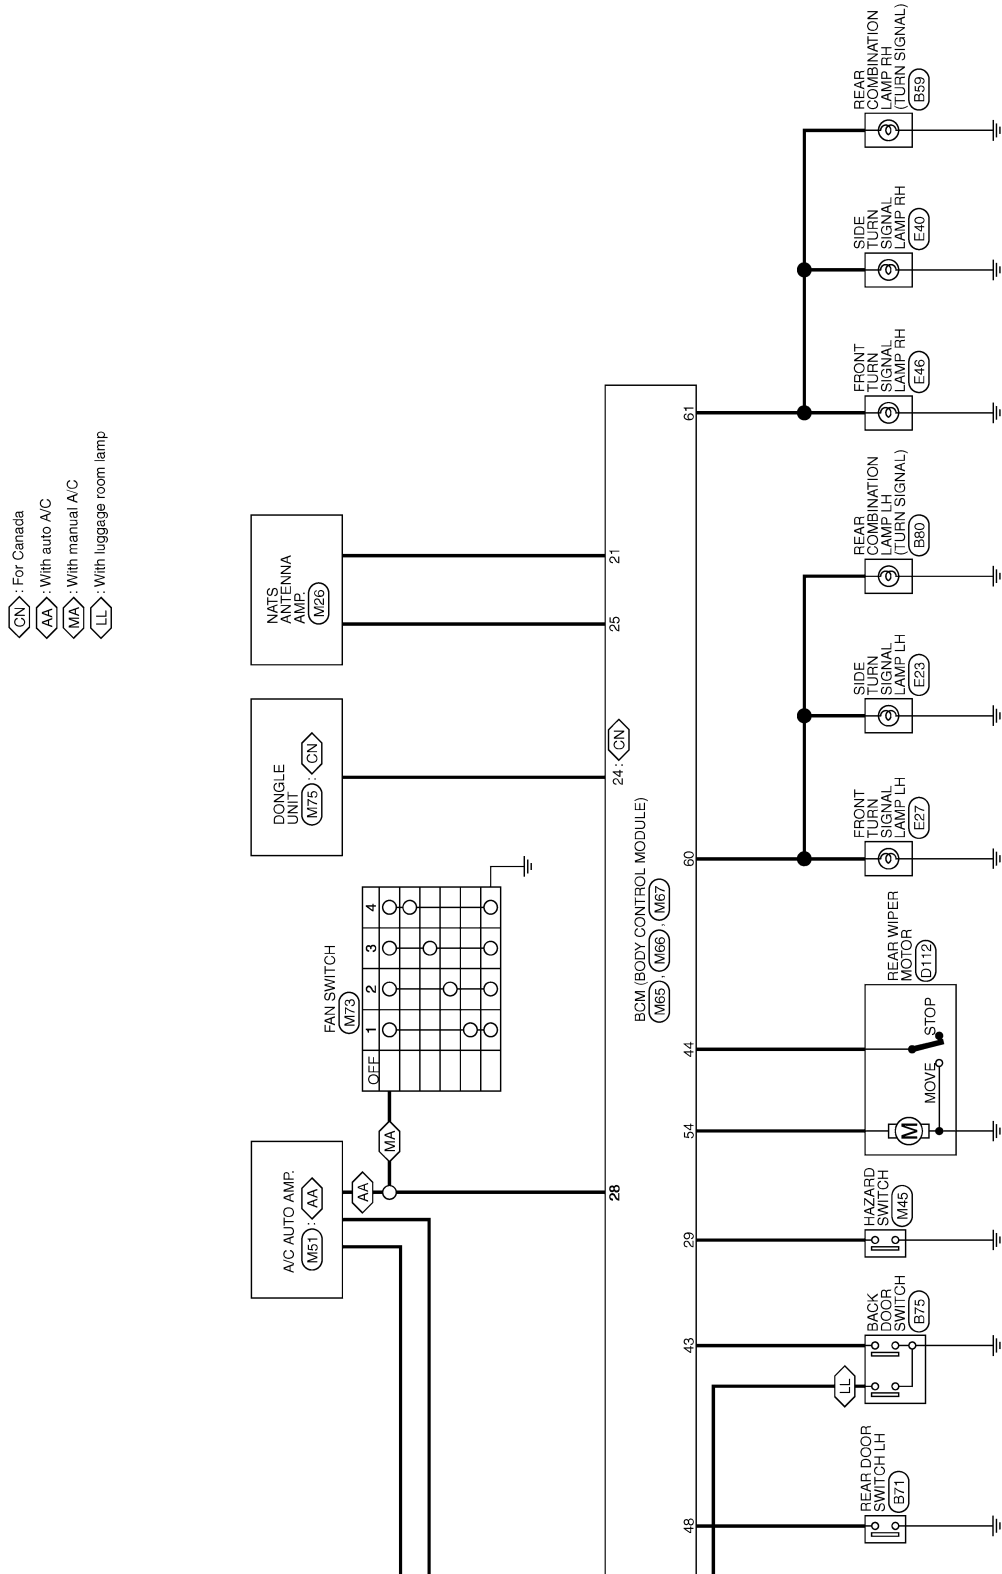 CN : For Canada
AA : With auto A/C
MA : With manual A/C
LL : With luggage room lamp
A/C AUTO AMP.
M51 : AA
AA
MA
FAN SWITCH
M73
OFF 1 2 3 4
DONGLE
UNIT
M75 : CN
NATS
ANTENNA
AMP.
M26
28
24 : CN
25
21
BCM (BODY CONTROL MODULE)
M65 , M66 , M67
48
43
29
54
44
60
61
LL
REAR DOOR
SWITCH LH
B71
BACK
DOOR
SWITCH
B75
HAZARD
SWITCH
M45
REAR WIPER
MOTOR
D112
M
MOVE
STOP
FRONT
TURN
SIGNAL
LAMP LH
E27
SIDE
TURN
SIGNAL
LAMP LH
E23
REAR
COMBINATION
LAMP LH
(TURN SIGNAL)
B80
FRONT
TURN
SIGNAL
LAMP RH
E46
SIDE
TURN
SIGNAL
LAMP RH
E40
REAR
COMBINATION
LAMP RH
(TURN SIGNAL)
B59